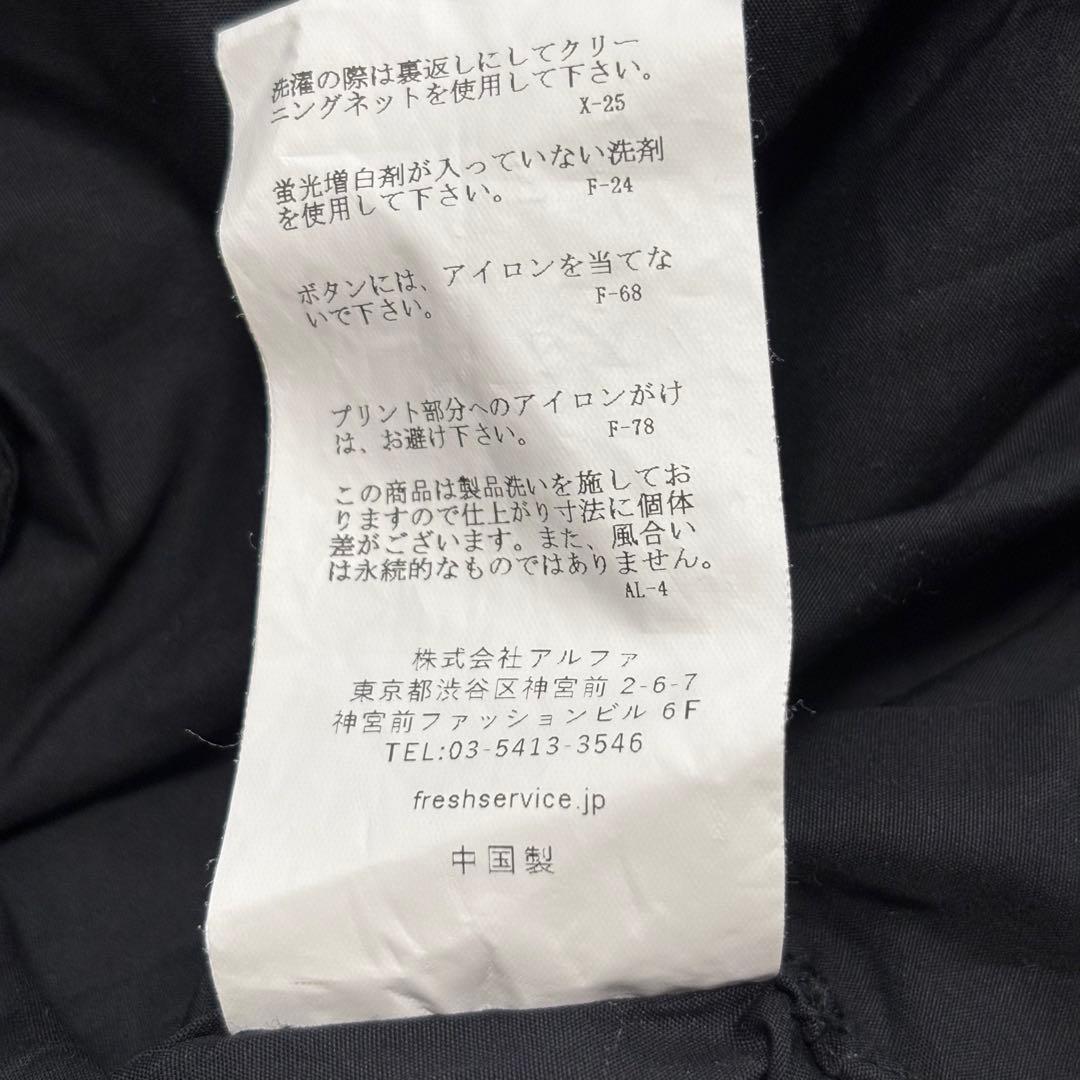 洗濯の際は裏返しにしてクリー
ニングネットを使用して下さい。
X-25
蛍光増白剤が入っていない洗剤
を使用して下さい。
F-24
ボタンには、アイロンを当てな
いで下さい。
F-68
プリント部分へのアイロンがけ
は、お避け下さい。
F-78
この商品は製品洗いを施してお
りますので仕上がり寸法に個体
差がございます。また、風合い
は永続的なものではありません。
AL-4
株式会社アルファ
東京都渋谷区神宮前 2-6-7
神宮前ファッションビル 6F
TEL:03-5413-3546
freshservice.jp
中国製